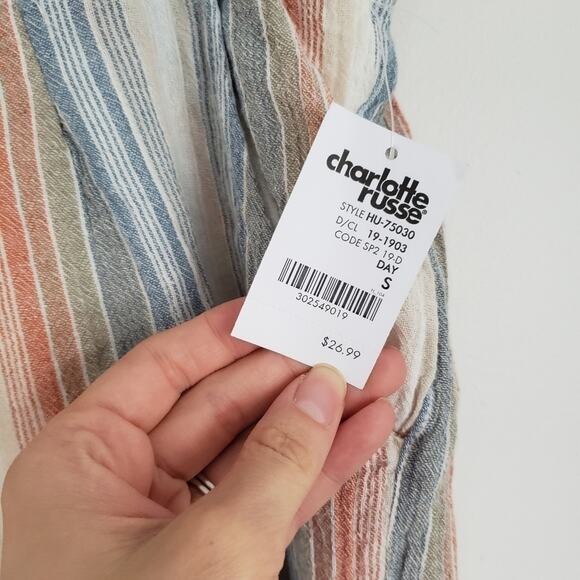 charlotte
russe®
STYLE HU-75030
D/CL 19-1903
CODE SP2 19-D
DAY
S
302549019
$26.99